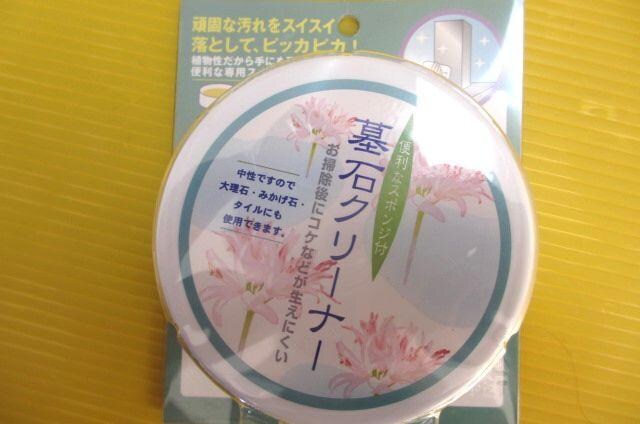 頑固な汚れをスイスイ
落として、ピッカピカ!
植物性だから手にも
便利な専用ス
便利なスポンジ付
墓石クリーナー
お掃除後にコケなどが生えにくい
中性ですので
大理石・みかげ石・
タイルにも
使用できます。